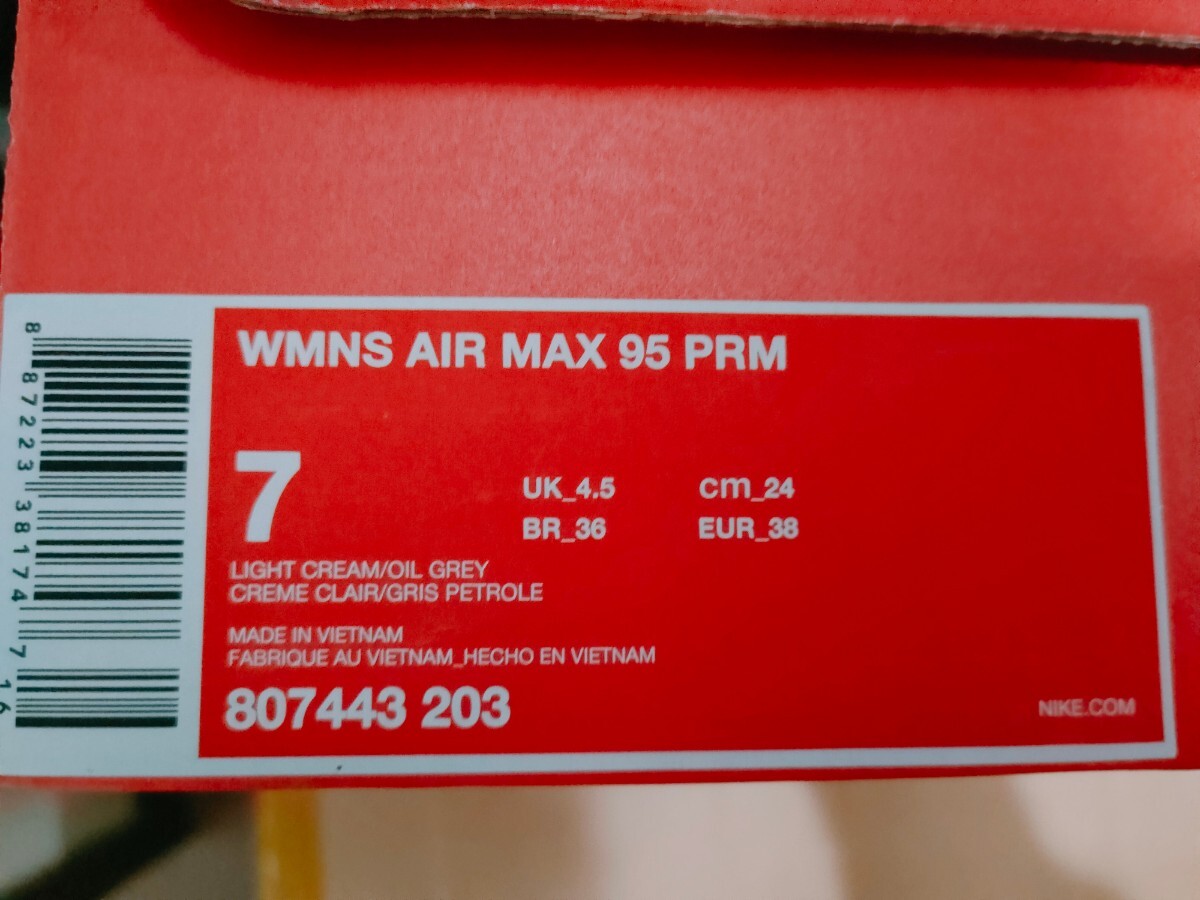 WMNS AIR MAX 95 PRM
7
UK_4.5 cm_24
BR_36 EUR_38
LIGHT CREAM/OIL GREY
CREME CLAIR/GRIS PETROLE
MADE IN VIETNAM
FABRIQUE AU VIETNAM_HECHO EN VIETNAM
807443 203
NIKE.COM
8 87223 38174 7 16